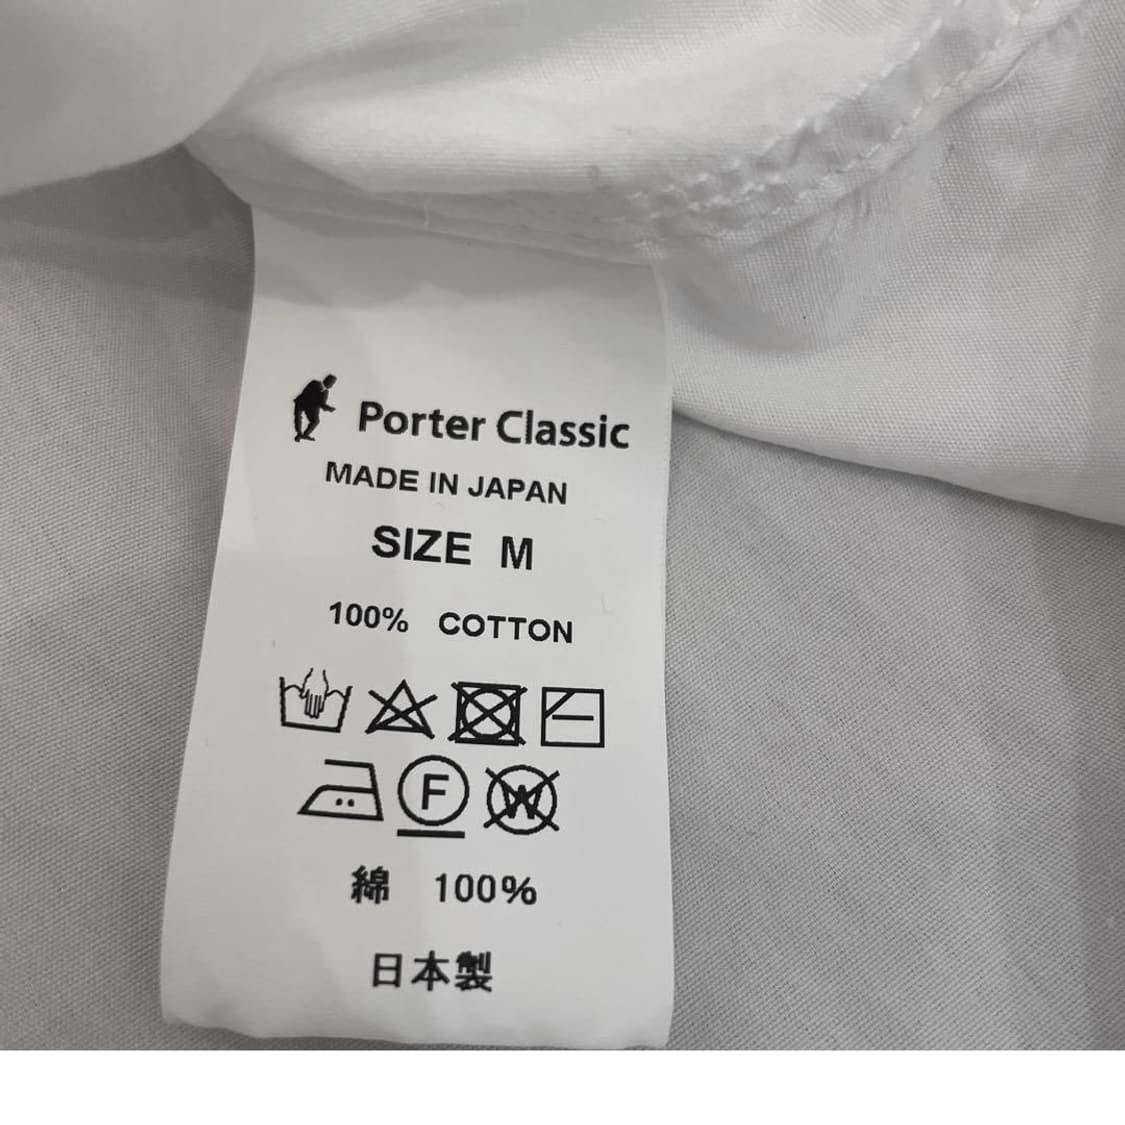 Porter Classic
MADE IN JAPAN
SIZE M
100% COTTON
F W
綿 100%
日本製